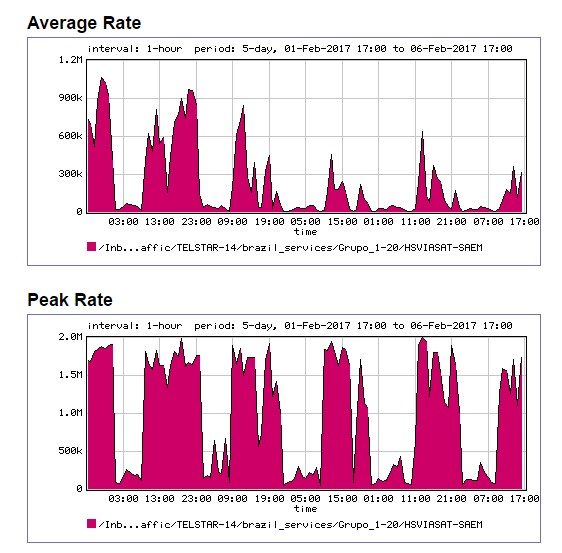 Average Rate
interval: 1-hour period: 5-day, 01-Feb-2017 17:00 to 06-Feb-2017 17:00
1.2M
900k
600k
300k
0
03:00 13:00 23:00 09:00 19:00 05:00 15:00 01:00 11:00 21:00 07:00 17:00
time
/Inb...affic/TELSTAR-14/brazil_services/Grupo_1-20/HSVIASAT-SAEM
Peak Rate
interval: 1-hour period: 5-day, 01-Feb-2017 17:00 to 06-Feb-2017 17:00
2.0M
1.5M
1.0M
500k
0
03:00 13:00 23:00 09:00 19:00 05:00 15:00 01:00 11:00 21:00 07:00 17:00
time
/Inb...affic/TELSTAR-14/brazil_services/Grupo_1-20/HSVIASAT-SAEM